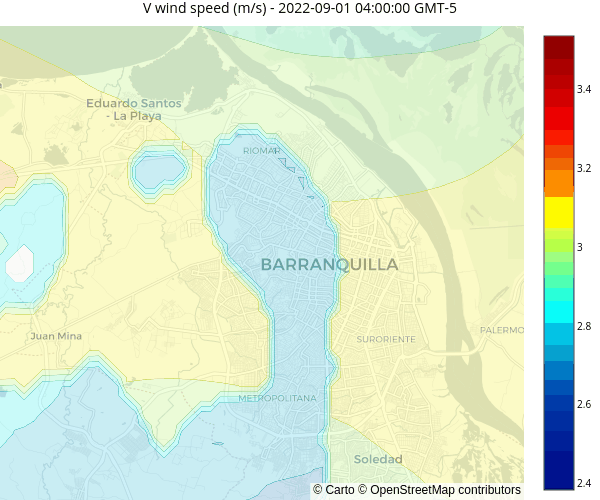 V wind speed (m/s) - 2022-09-01 04:00:00 GMT-5
3.4
Eduardo Santos
- La Playa
RIOMAR
3.2
3
BARRANQUILLA
2.8
Juan Mina
SURORIENTE
PALERMO
2.6
METROPOLITANA
Soledad
2.4
© Carto © OpenStreetMap contributors